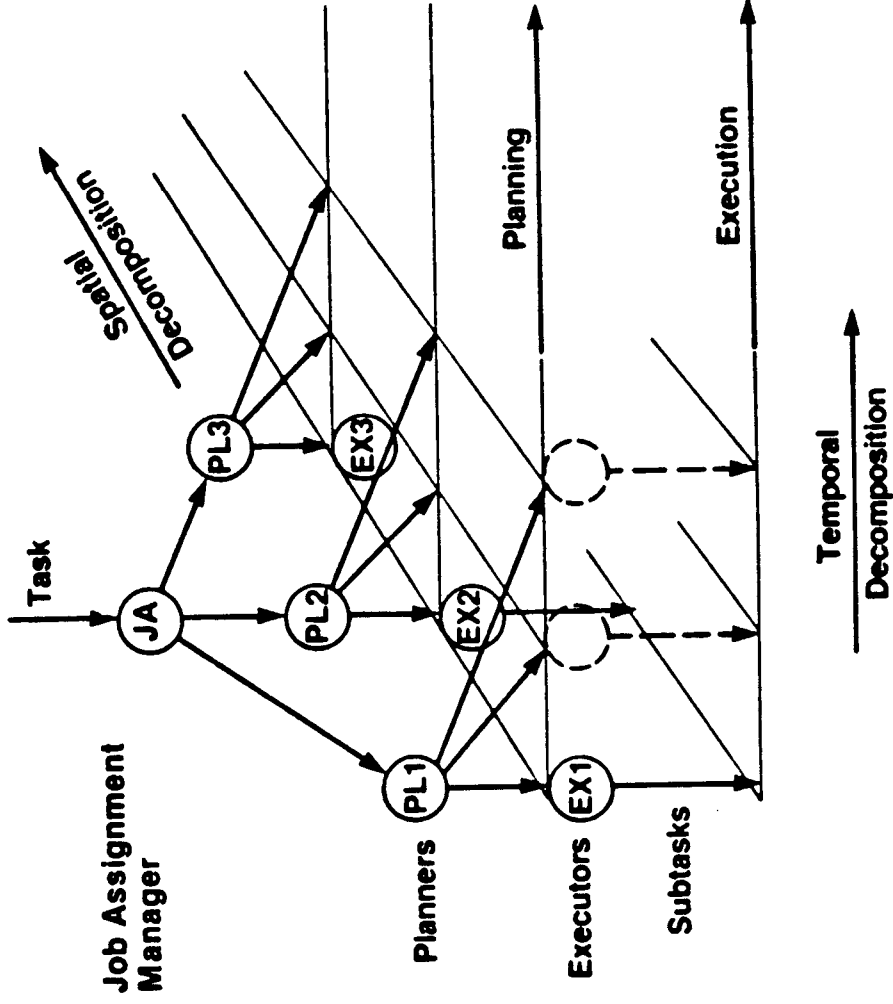 Task
JA
Job Assignment
Manager
PL1
PL2
PL3
Planners
EX1
EX2
EX3
Executors
Subtasks
Spatial
Decomposition
Planning
Execution
Temporal
Decomposition